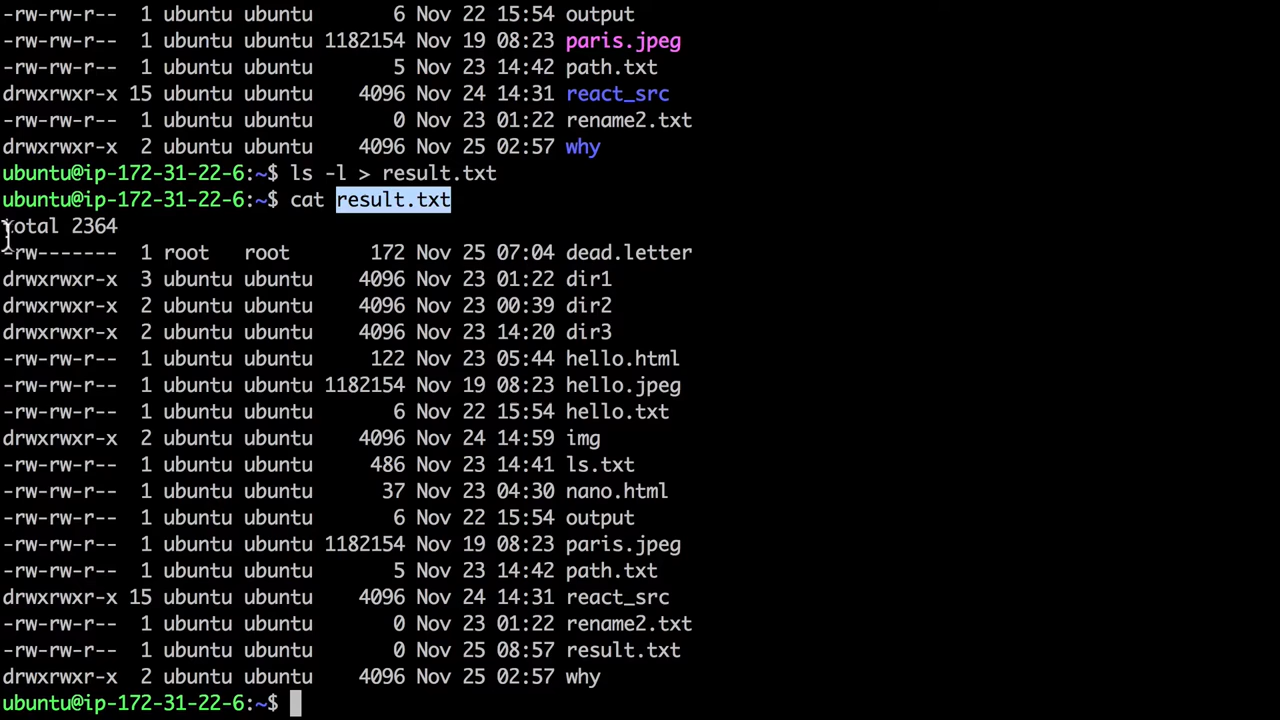 -rw-rw-r--  1 ubuntu ubuntu       6 Nov 22 15:54 output
-rw-rw-r--  1 ubuntu ubuntu 1182154 Nov 19 08:23 paris.jpeg
-rw-rw-r--  1 ubuntu ubuntu       5 Nov 23 14:42 path.txt
drwxrwxr-x 15 ubuntu ubuntu    4096 Nov 24 14:31 react_src
-rw-rw-r--  1 ubuntu ubuntu       0 Nov 23 01:22 rename2.txt
drwxrwxr-x  2 ubuntu ubuntu    4096 Nov 25 02:57 why
ubuntu@ip-172-31-22-6:~$ ls -l > result.txt
ubuntu@ip-172-31-22-6:~$ cat result.txt
total 2364
-rw-------  1 root   root       172 Nov 25 07:04 dead.letter
drwxrwxr-x  3 ubuntu ubuntu    4096 Nov 23 01:22 dir1
drwxrwxr-x  2 ubuntu ubuntu    4096 Nov 23 00:39 dir2
drwxrwxr-x  2 ubuntu ubuntu    4096 Nov 23 14:20 dir3
-rw-rw-r--  1 ubuntu ubuntu     122 Nov 23 05:44 hello.html
-rw-rw-r--  1 ubuntu ubuntu 1182154 Nov 19 08:23 hello.jpeg
-rw-rw-r--  1 ubuntu ubuntu       6 Nov 22 15:54 hello.txt
drwxrwxr-x  2 ubuntu ubuntu    4096 Nov 24 14:59 img
-rw-rw-r--  1 ubuntu ubuntu     486 Nov 23 14:41 ls.txt
-rw-rw-r--  1 ubuntu ubuntu      37 Nov 23 04:30 nano.html
-rw-rw-r--  1 ubuntu ubuntu       6 Nov 22 15:54 output
-rw-rw-r--  1 ubuntu ubuntu 1182154 Nov 19 08:23 paris.jpeg
-rw-rw-r--  1 ubuntu ubuntu       5 Nov 23 14:42 path.txt
drwxrwxr-x 15 ubuntu ubuntu    4096 Nov 24 14:31 react_src
-rw-rw-r--  1 ubuntu ubuntu       0 Nov 23 01:22 rename2.txt
-rw-rw-r--  1 ubuntu ubuntu       0 Nov 25 08:57 result.txt
drwxrwxr-x  2 ubuntu ubuntu    4096 Nov 25 02:57 why
ubuntu@ip-172-31-22-6:~$